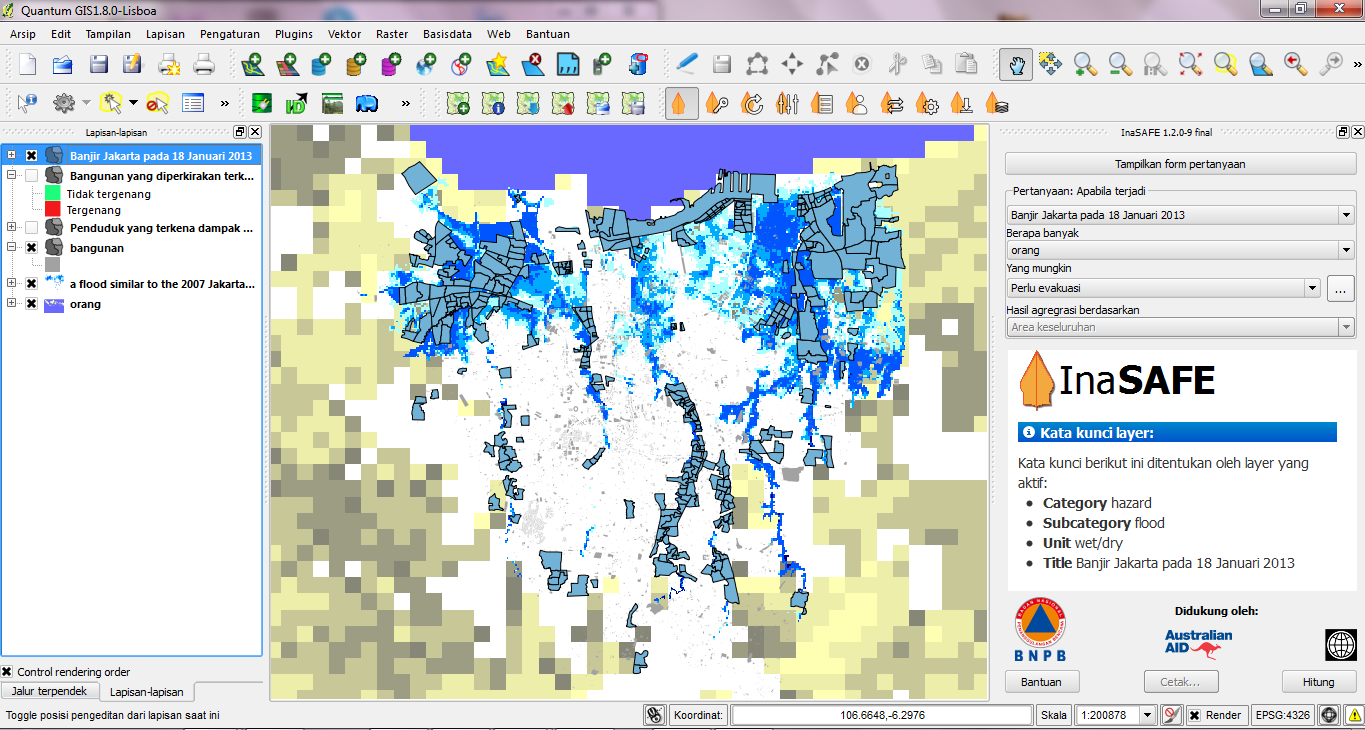 Quantum GIS1.8.0-Lisboa
Arsip Edit Tampilan Lapisan Pengaturan Plugins Vektor Raster Basisdata Web Bantuan
Lapisan-lapisan
Banjir Jakarta pada 18 Januari 2013
Bangunan yang diperkirakan terk...
Tidak tergenang
Tergenang
Penduduk yang terkena dampak ...
bangunan
a flood similar to the 2007 Jakarta...
orang
Control rendering order
Jalur terpendek Lapisan-lapisan
InaSAFE 1.2.0-9 final
Tampilkan form pertanyaan
Pertanyaan: Apabila terjadi
Banjir Jakarta pada 18 Januari 2013
Berapa banyak
orang
Yang mungkin
Perlu evakuasi
...
Hasil agregrasi berdasarkan
Area keseluruhan
InaSAFE
Kata kunci layer:
Kata kunci berikut ini ditentukan oleh layer yang
aktif:
Category hazard
Subcategory flood
Unit wet/dry
Title Banjir Jakarta pada 18 Januari 2013
BNPB
Didukung oleh:
Australian
AID
Bantuan Cetak... Hitung
Toggle posisi pengeditan dari lapisan saat ini Koordinat: 106.6648,-6.2976 Skala 1:200878 Render EPSG:4326